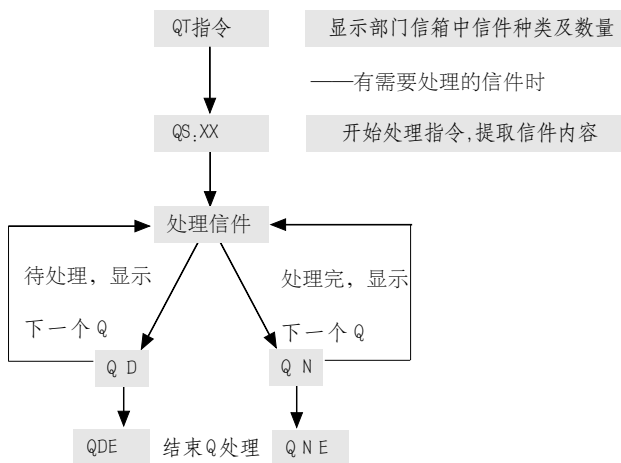 QT指令
显示部门信箱中信件种类及数量
——有需要处理的信件时
QS:XX
开始处理指令,提取信件内容
处理信件
待处理，显示
下一个Q
处理完，显示
下一个Q
Q D
Q N
QDE
结束Q处理
Q N E